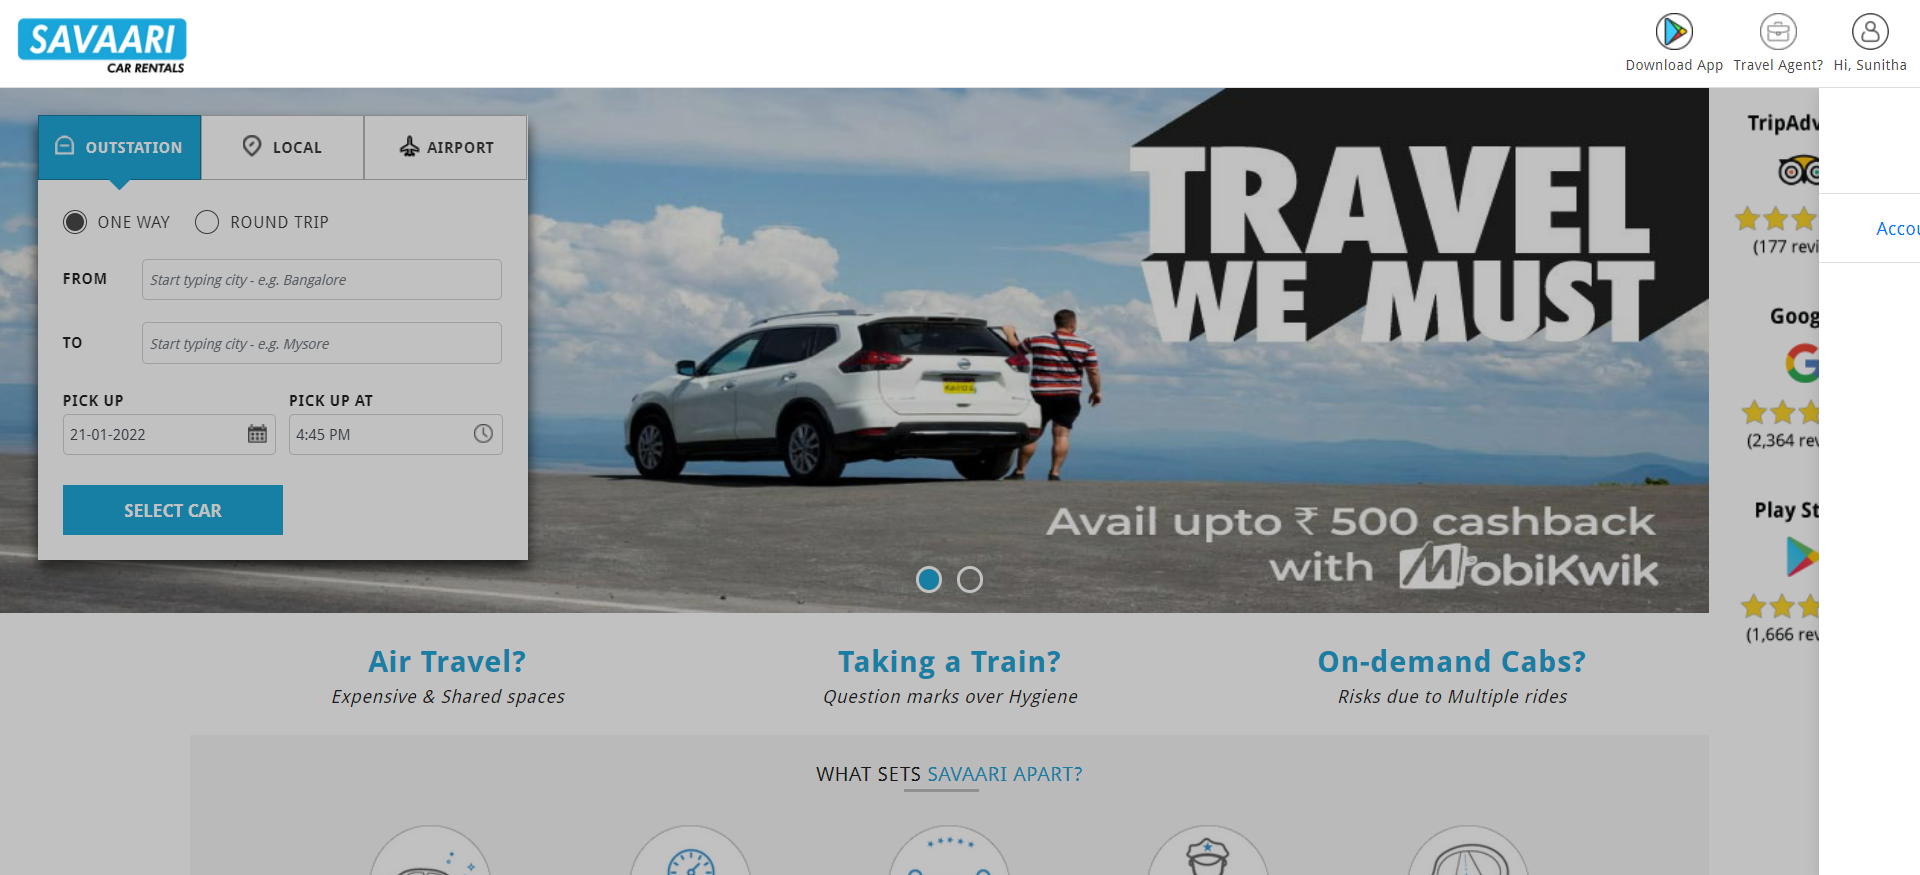 SAVAARI
CAR RENTALS
Download App
Travel Agent?
Hi, Sunitha
OUTSTATION
LOCAL
AIRPORT
ONE WAY
ROUND TRIP
FROM
Start typing city - e.g. Bangalore
TO
Start typing city - e.g. Mysore
PICK UP
PICK UP AT
21-01-2022
4:45 PM
SELECT CAR
TRAVEL
WE MUST
Avail upto ₹ 500 cashback
with MobiKwik
TripAdv
(177 revi
Goog
(2,364 rev
Play St
(1,666 rev
Accou
Air Travel?
Expensive & Shared spaces
Taking a Train?
Question marks over Hygiene
On-demand Cabs?
Risks due to Multiple rides
WHAT SETS SAVAARI APART?